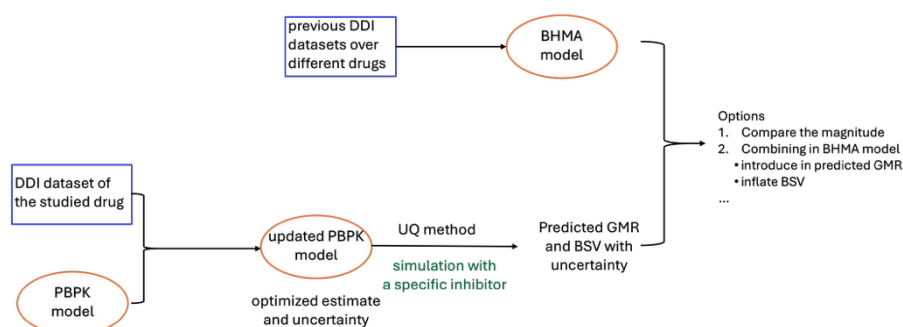 previous DDI
datasets over
different drugs
BHMA
model
Options
1. Compare the magnitude
2. Combining in BHMA model
• introduce in predicted GMR
• inflate BSV
...
DDI dataset of
the studied drug
updated PBPK
model
UQ method
simulation with
a specific inhibitor
Predicted GMR
and BSV with
uncertainty
PBPK
model
optimized estimate
and uncertainty